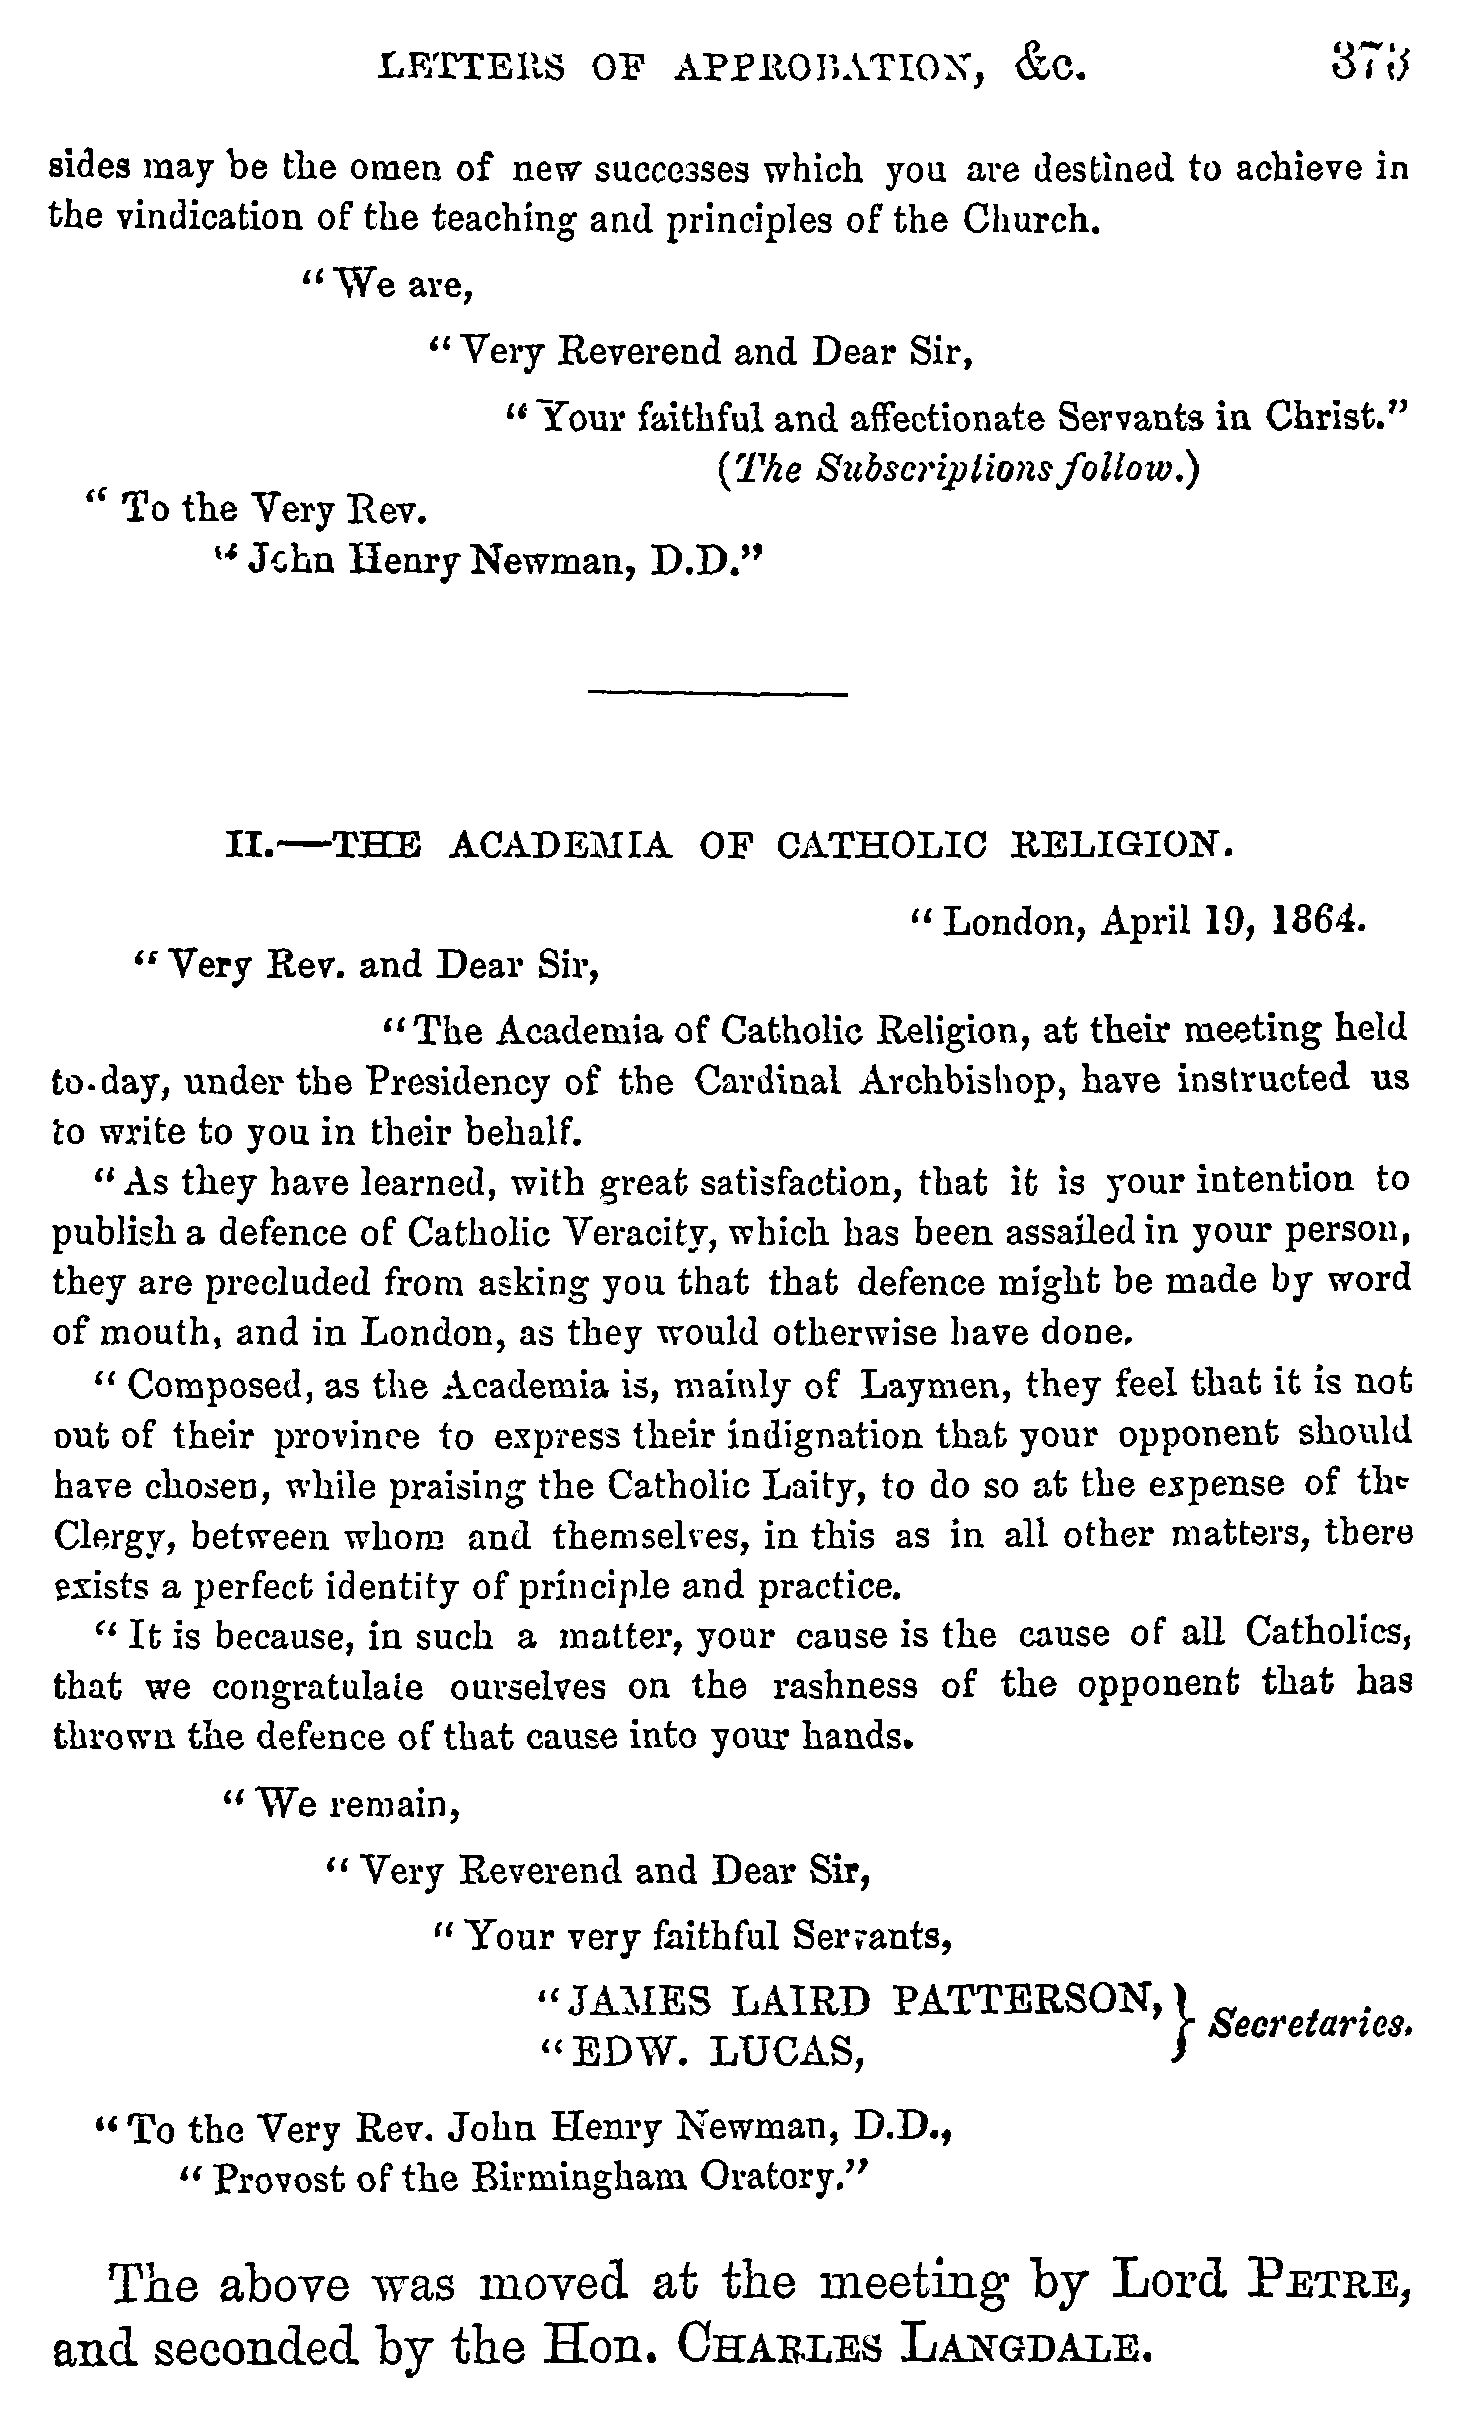 LETTERS OF APPROBATION, &c. 373
sides may be the omen of new successes which you are destined to achieve in
the vindication of the teaching and principles of the Church.
“We are,
“Very Reverend and Dear Sir,
“Your faithful and affectionate Servants in Christ.”
(The Subscriptions follow.)
“To the Very Rev.
“John Henry Newman, D.D.”
II.—THE ACADEMIA OF CATHOLIC RELIGION.
“London, April 19, 1864.
“Very Rev. and Dear Sir,
“The Academia of Catholic Religion, at their meeting held
to-day, under the Presidency of the Cardinal Archbishop, have instructed us
to write to you in their behalf.
“As they have learned, with great satisfaction, that it is your intention to
publish a defence of Catholic Veracity, which has been assailed in your person,
they are precluded from asking you that that defence might be made by word
of mouth, and in London, as they would otherwise have done.
“Composed, as the Academia is, mainly of Laymen, they feel that it is not
out of their province to express their indignation that your opponent should
have chosen, while praising the Catholic Laity, to do so at the expense of the
Clergy, between whom and themselves, in this as in all other matters, there
exists a perfect identity of principle and practice.
“It is because, in such a matter, your cause is the cause of all Catholics,
that we congratulate ourselves on the rashness of the opponent that has
thrown the defence of that cause into your hands.
“We remain,
“Very Reverend and Dear Sir,
“Your very faithful Servants,
“JAMES LAIRD PATTERSON, } Secretaries.
“EDW. LUCAS,
“To the Very Rev. John Henry Newman, D.D.,
“Provost of the Birmingham Oratory.”
The above was moved at the meeting by Lord PETRE,
and seconded by the Hon. CHARLES LANGDALE.